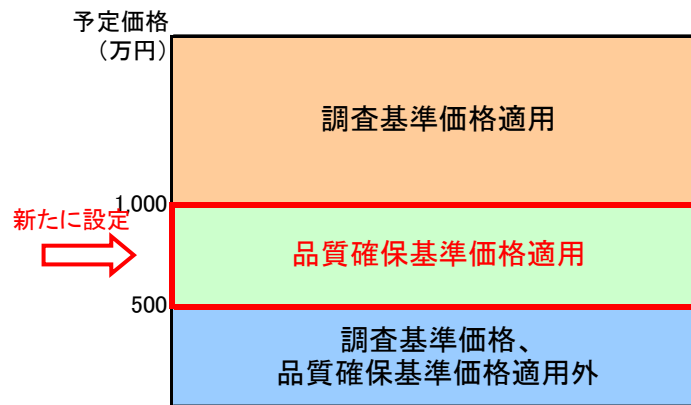 予定価格
（万円）
調査基準価格適用
1,000
新たに設定
品質確保基準価格適用
500
調査基準価格、
品質確保基準価格適用外